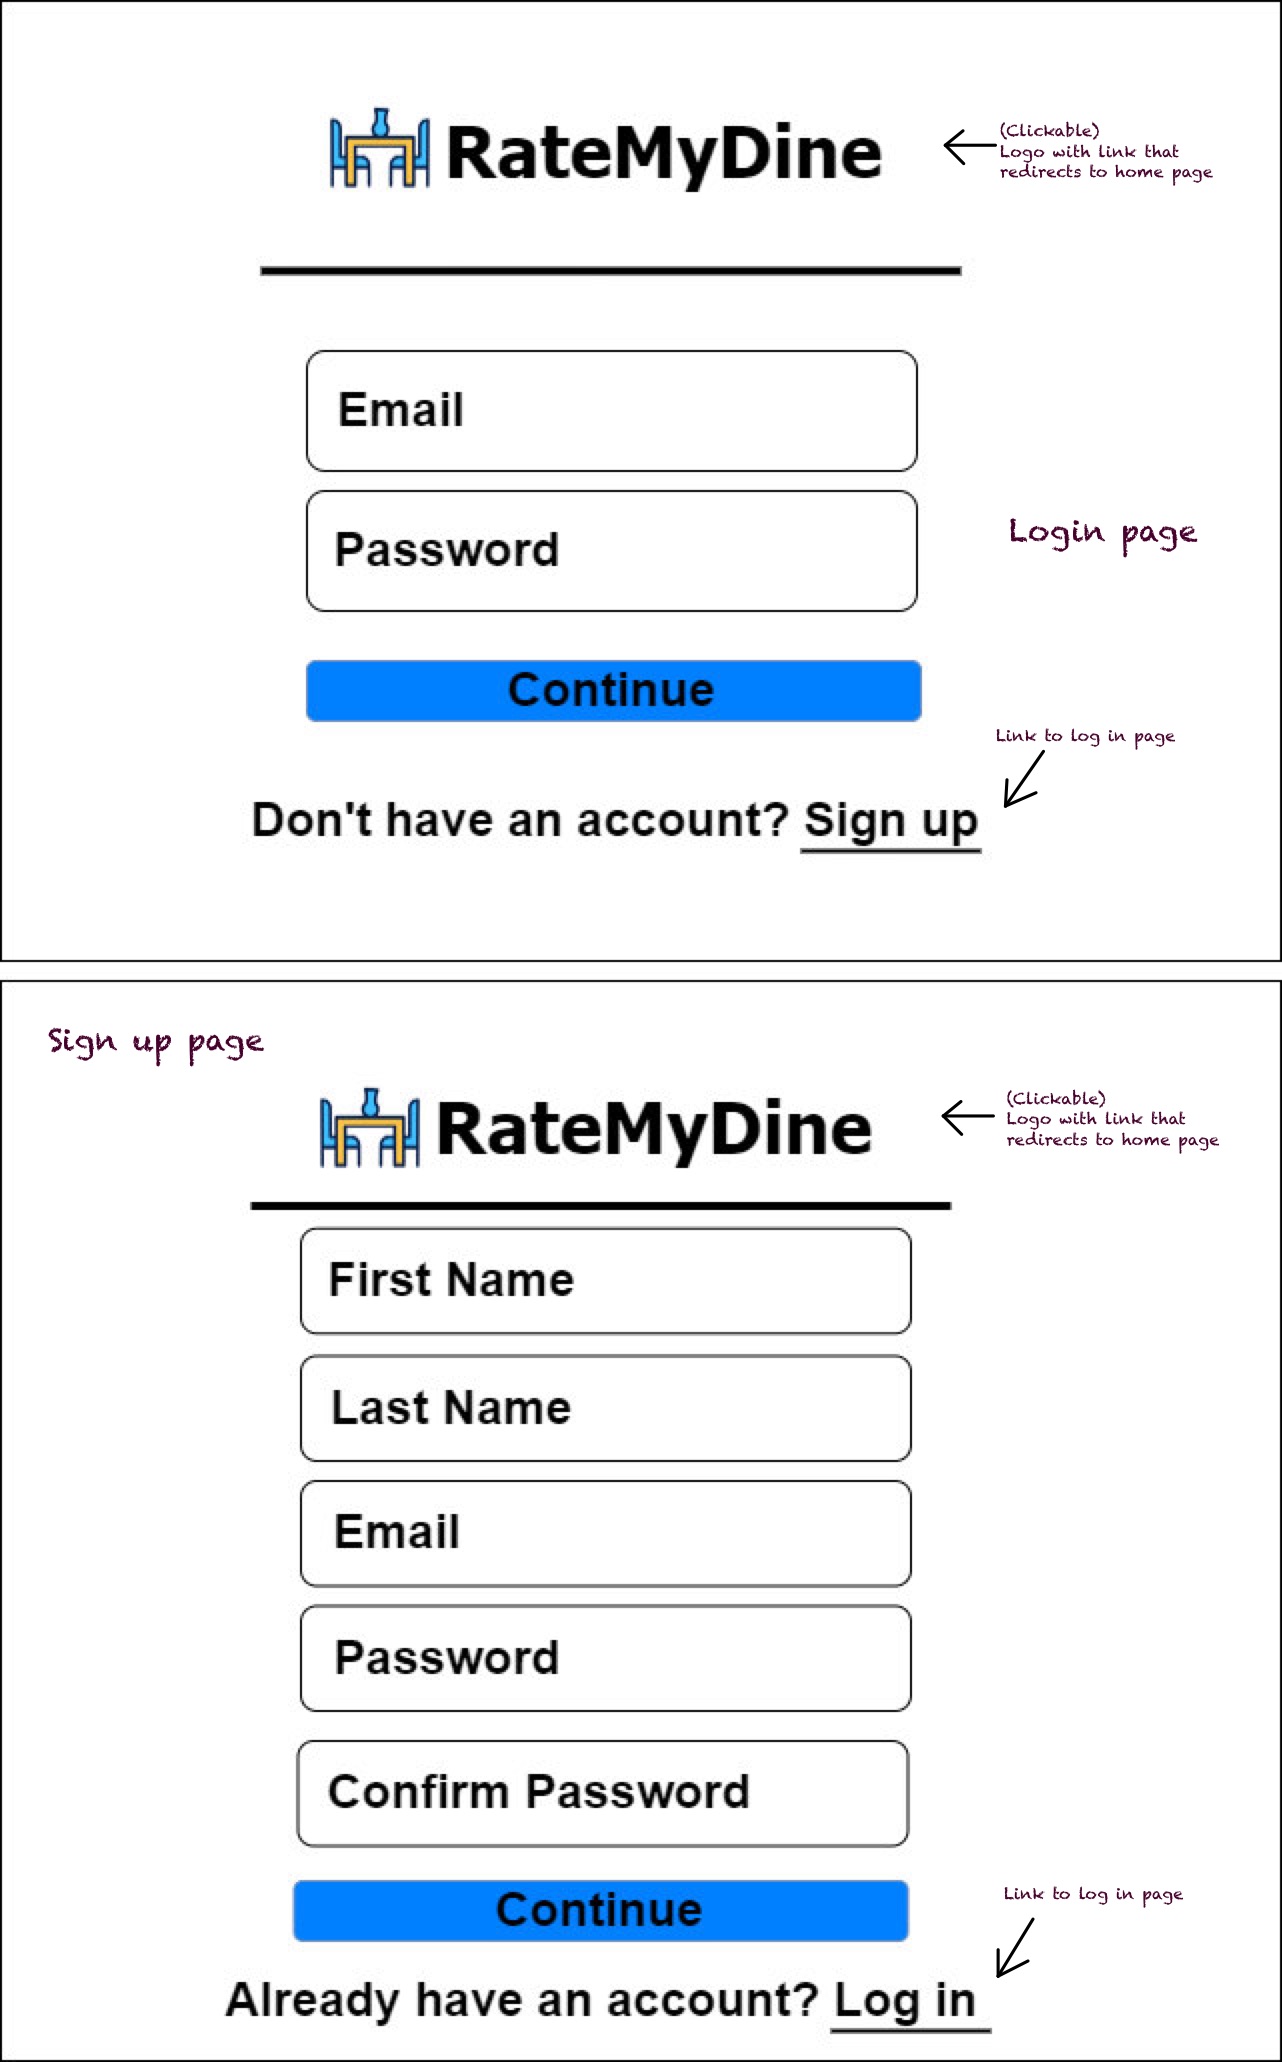 RateMyDine
(Clickable)
Logo with link that
redirects to home page
Email
Password
Login page
Continue
Link to log in page
Don't have an account? Sign up
Sign up page
RateMyDine
(Clickable)
Logo with link that
redirects to home page
First Name
Last Name
Email
Password
Confirm Password
Continue
Link to log in page
Already have an account? Log in